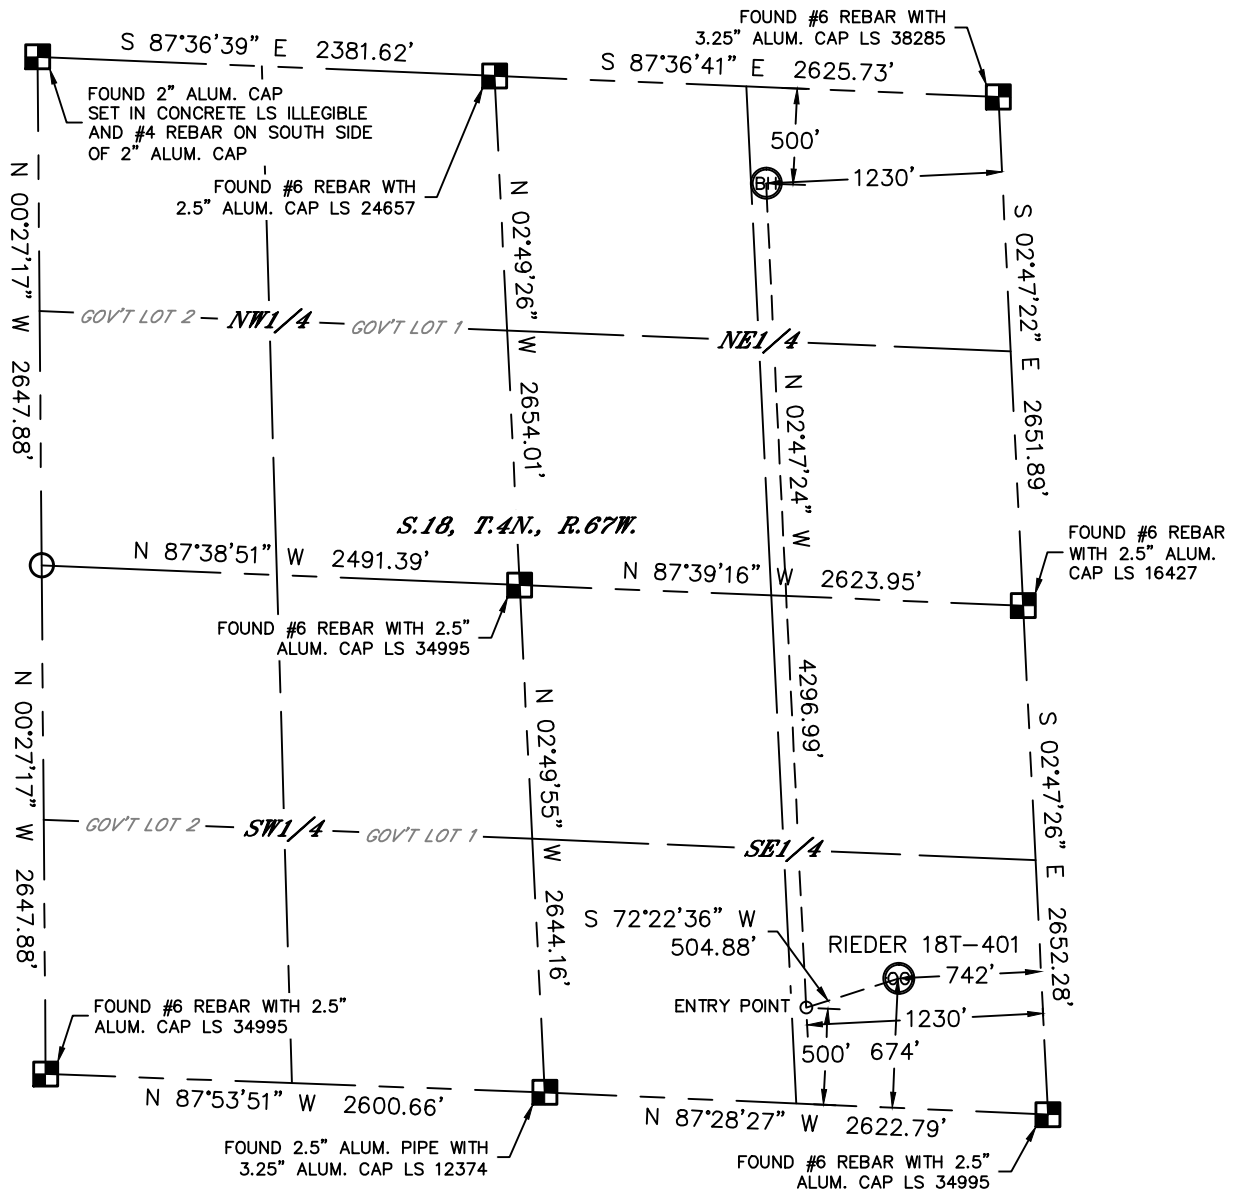 S 87°36'39" E 2381.62'
FOUND #6 REBAR WITH
3.25" ALUM. CAP LS 38285
S 87°36'41" E 2625.73'
FOUND 2" ALUM. CAP
SET IN CONCRETE LS ILLEGIBLE
AND #4 REBAR ON SOUTH SIDE
OF 2" ALUM. CAP
500'
BH
1230'
FOUND #6 REBAR WTH
2.5" ALUM. CAP LS 24657
N 00°27'17" W 2647.88'
N 02°49'26" W 2654.01'
S 02°47'22" E 2651.89'
GOV'T LOT 2
NW1/4
GOV'T LOT 1
NE1/4
N 02°47'24" W
4296.99'
S.18, T.4N., R.67W.
N 87°38'51" W 2491.39'
N 87°39'16" W 2623.95'
FOUND #6 REBAR
WITH 2.5" ALUM.
CAP LS 16427
FOUND #6 REBAR WITH 2.5"
ALUM. CAP LS 34995
N 00°27'17" W 2647.88'
N 02°49'55" W 2644.16'
S 02°47'26" E 2652.28'
GOV'T LOT 2
SW1/4
GOV'T LOT 1
SE1/4
S 72°22'36" W
504.88'
RIEDER 18T-401
OG
742'
ENTRY POINT
1230'
500'
674'
FOUND #6 REBAR WITH 2.5"
ALUM. CAP LS 34995
N 87°53'51" W 2600.66'
N 87°28'27" W 2622.79'
FOUND 2.5" ALUM. PIPE WITH
3.25" ALUM. CAP LS 12374
FOUND #6 REBAR WITH 2.5"
ALUM. CAP LS 34995